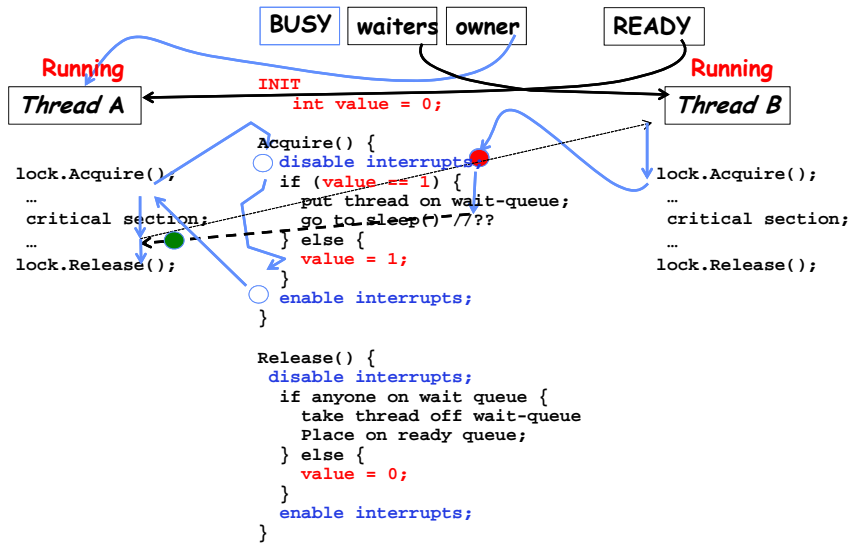 BUSY
waiters
owner
READY
Running
Running
Thread A
INIT
int value = 0;
Thread B
lock.Acquire();
…
critical section;
…
lock.Release();
Acquire() {
disable interrupts;
if (value == 1) {
put thread on wait-queue;
go to sleep() //??
} else {
value = 1;
}
enable interrupts;
}
lock.Acquire();
…
critical section;
…
lock.Release();
Release() {
disable interrupts;
if anyone on wait queue {
take thread off wait-queue
Place on ready queue;
} else {
value = 0;
}
enable interrupts;
}